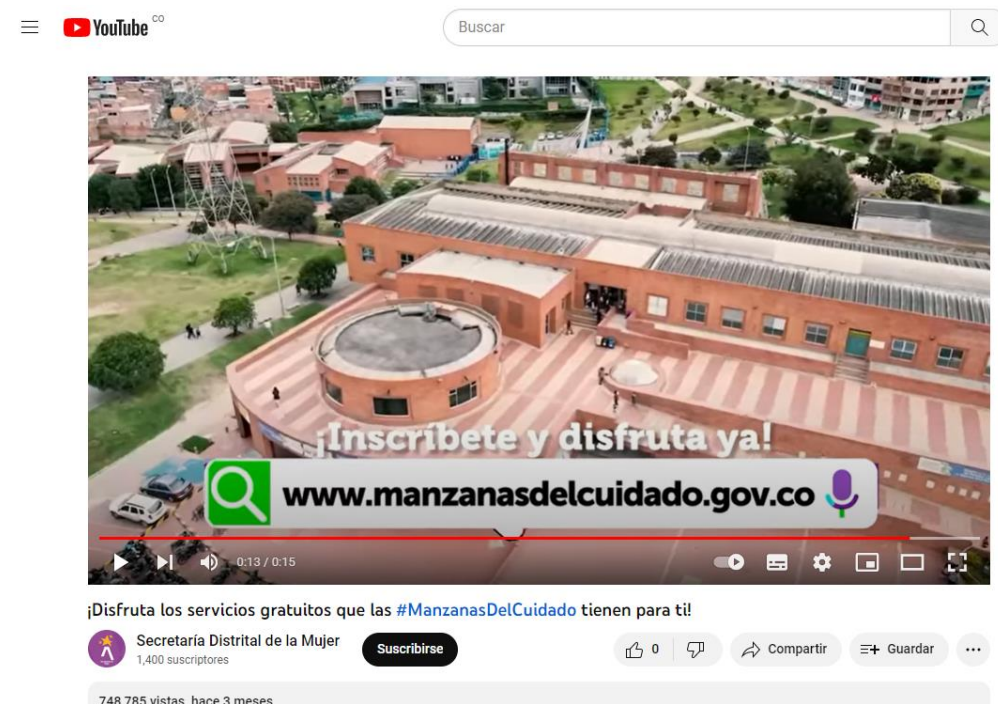 YouTube CO
Buscar
¡Inscríbete y disfruta ya!
www.manzanasdelcuidado.gov.co
0:13 / 0:15
¡Disfruta los servicios gratuitos que las #ManzanasDelCuidado tienen para ti!
Secretaría Distrital de la Mujer
1,400 suscriptores
Suscribirse
0
Compartir
Guardar
748,785 vistas hace 3 meses